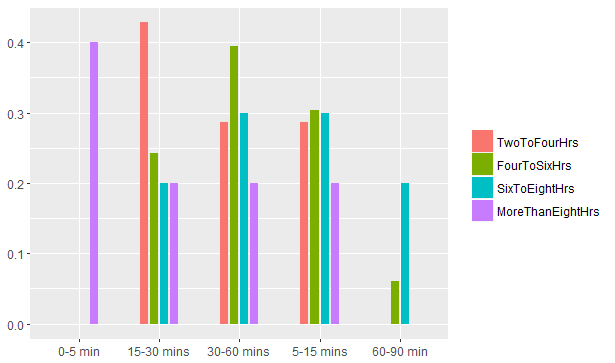 0.4
0.3
0.2
0.1
0.0
0-5 min 15-30 mins 30-60 mins 5-15 mins 60-90 min
TwoToFourHrs
FourToSixHrs
SixToEightHrs
MoreThanEightHrs